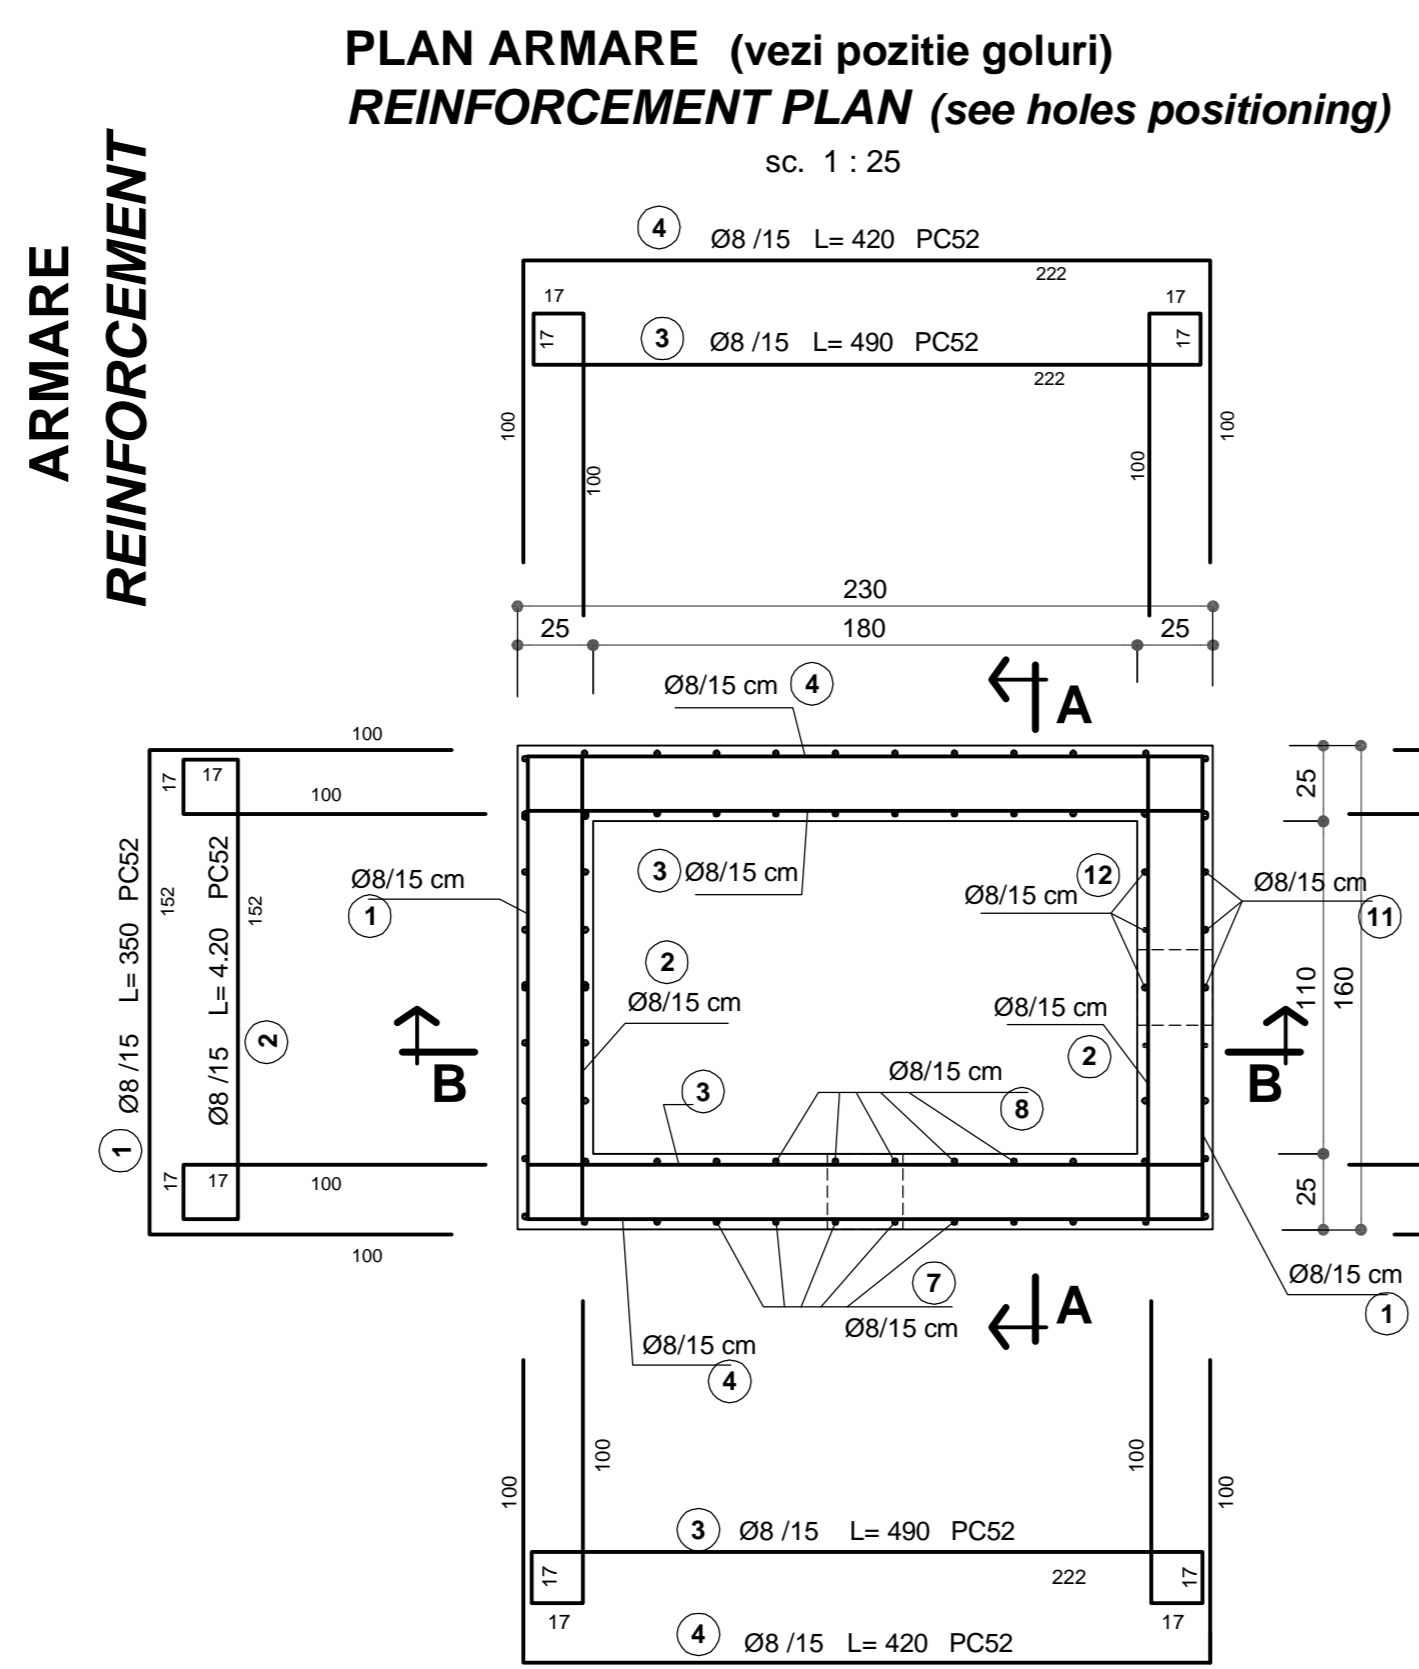 PLAN ARMARE (vezi pozitie goluri)
REINFORCEMENT PLAN (see holes positioning)
sc. 1 : 25
ARMARE
REINFORCEMENT
4 Ø8 /15 L= 420 PC52
222
17 17
17 3 Ø8 /15 L= 490 PC52 17
222
100 100
100 100
230
25 180 25
Ø8/15 cm 4
A
100
17 17
100
1 Ø8 /15 L= 350 PC52
152
2 Ø8 /15 L= 4.20 PC52
152
17 17
100
100
Ø8/15 cm
1
3 Ø8/15 cm
12
Ø8/15 cm
Ø8/15 cm
11
2
Ø8/15 cm
Ø8/15 cm
2
25
110 160
25
B B
Ø8/15 cm
3
8
7
Ø8/15 cm
A
Ø8/15 cm
1
Ø8/15 cm
4
100 100
100 100
3 Ø8 /15 L= 490 PC52
17 222 17
17 17
4 Ø8 /15 L= 420 PC52